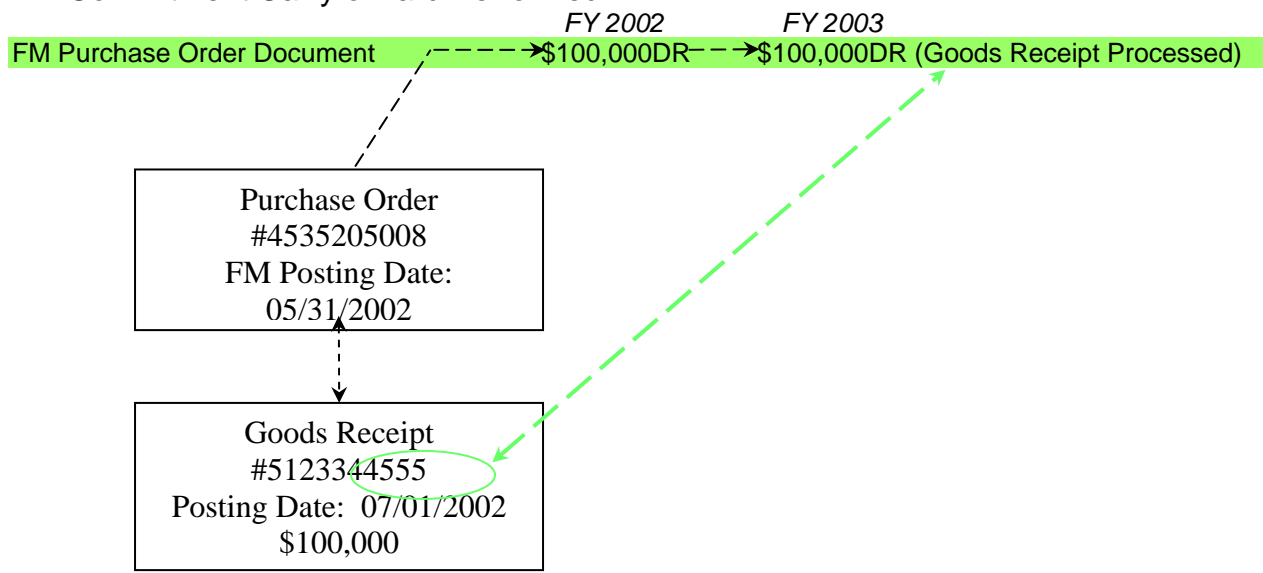 FY 2002 FY 2003
FM Purchase Order Document $100,000DR $100,000DR (Goods Receipt Processed)
Purchase Order
#4535205008
FM Posting Date:
05/31/2002
Goods Receipt
#5123344555
Posting Date: 07/01/2002
$100,000